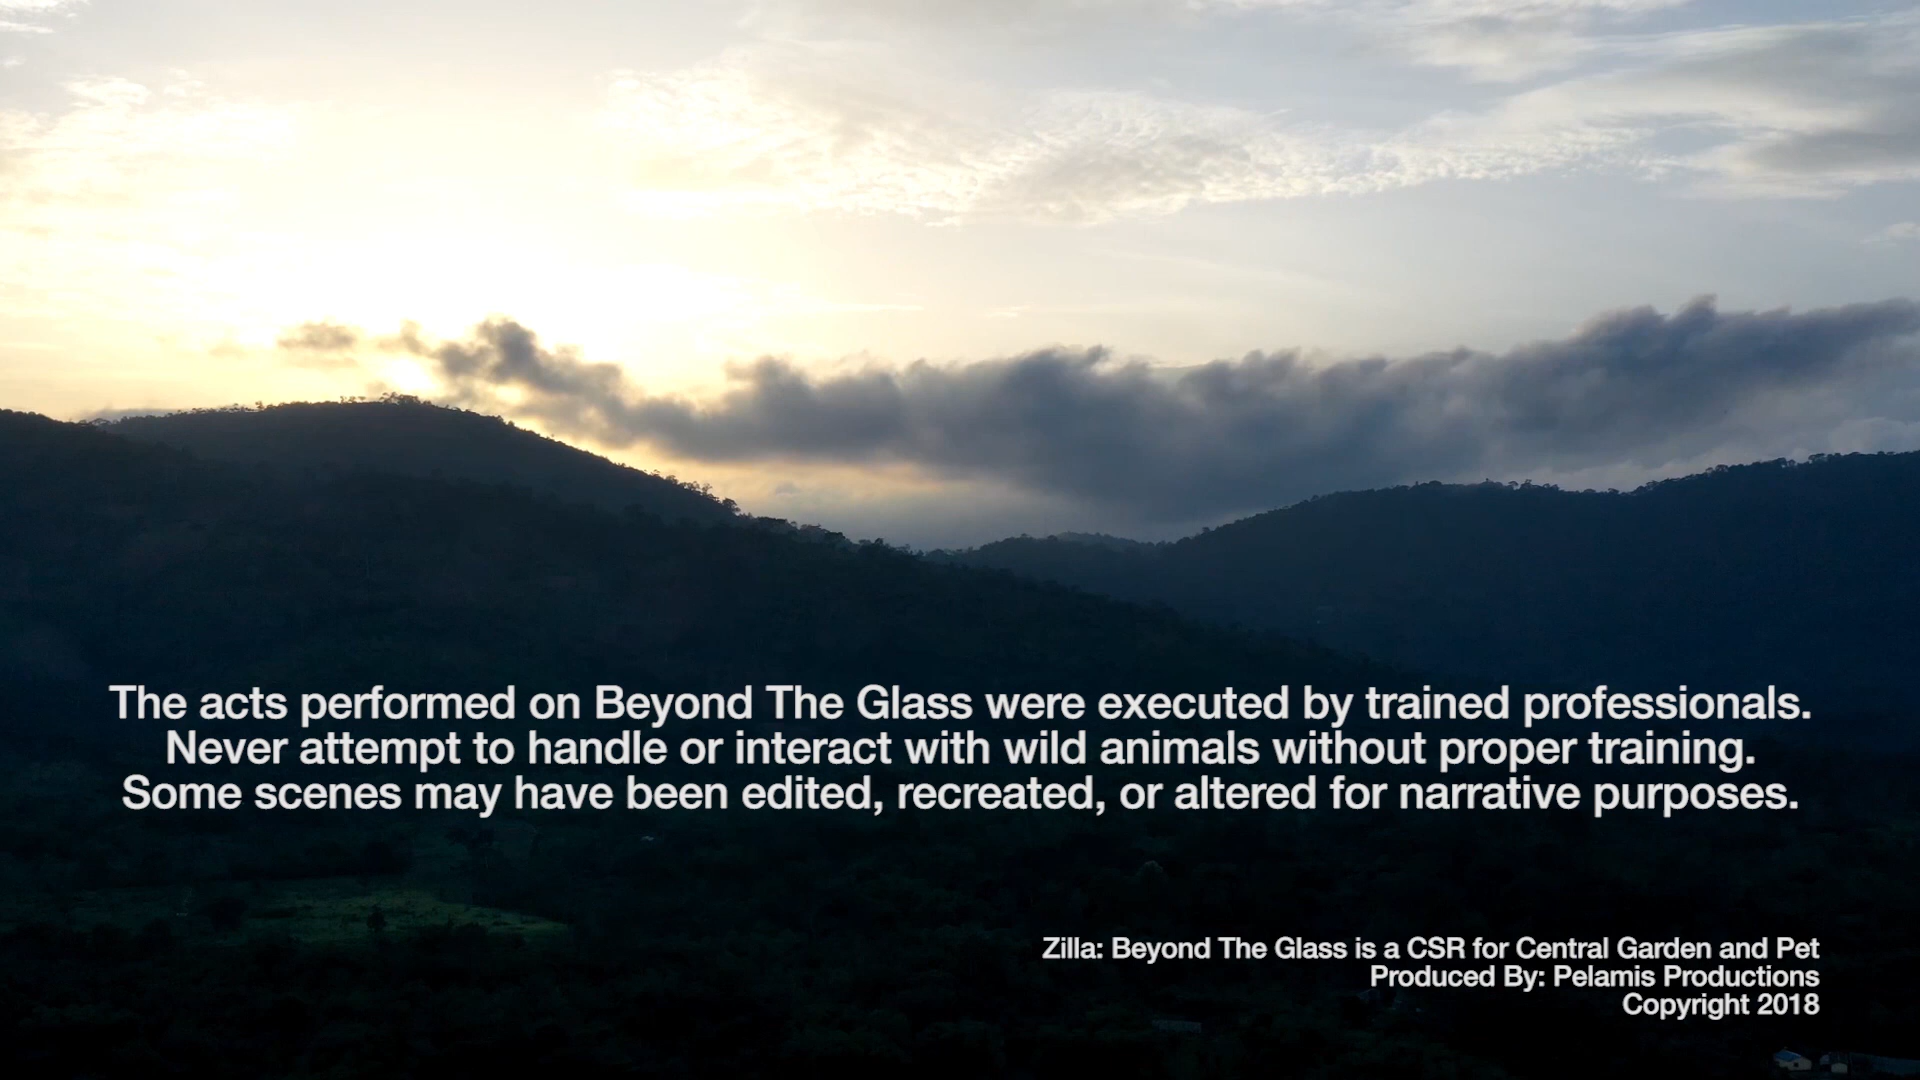 The acts performed on Beyond The Glass were executed by trained professionals.
Never attempt to handle or interact with wild animals without proper training.
Some scenes may have been edited, recreated, or altered for narrative purposes.
Zilla: Beyond The Glass is a CSR for Central Garden and Pet
Produced By: Pelamis Productions
Copyright 2018